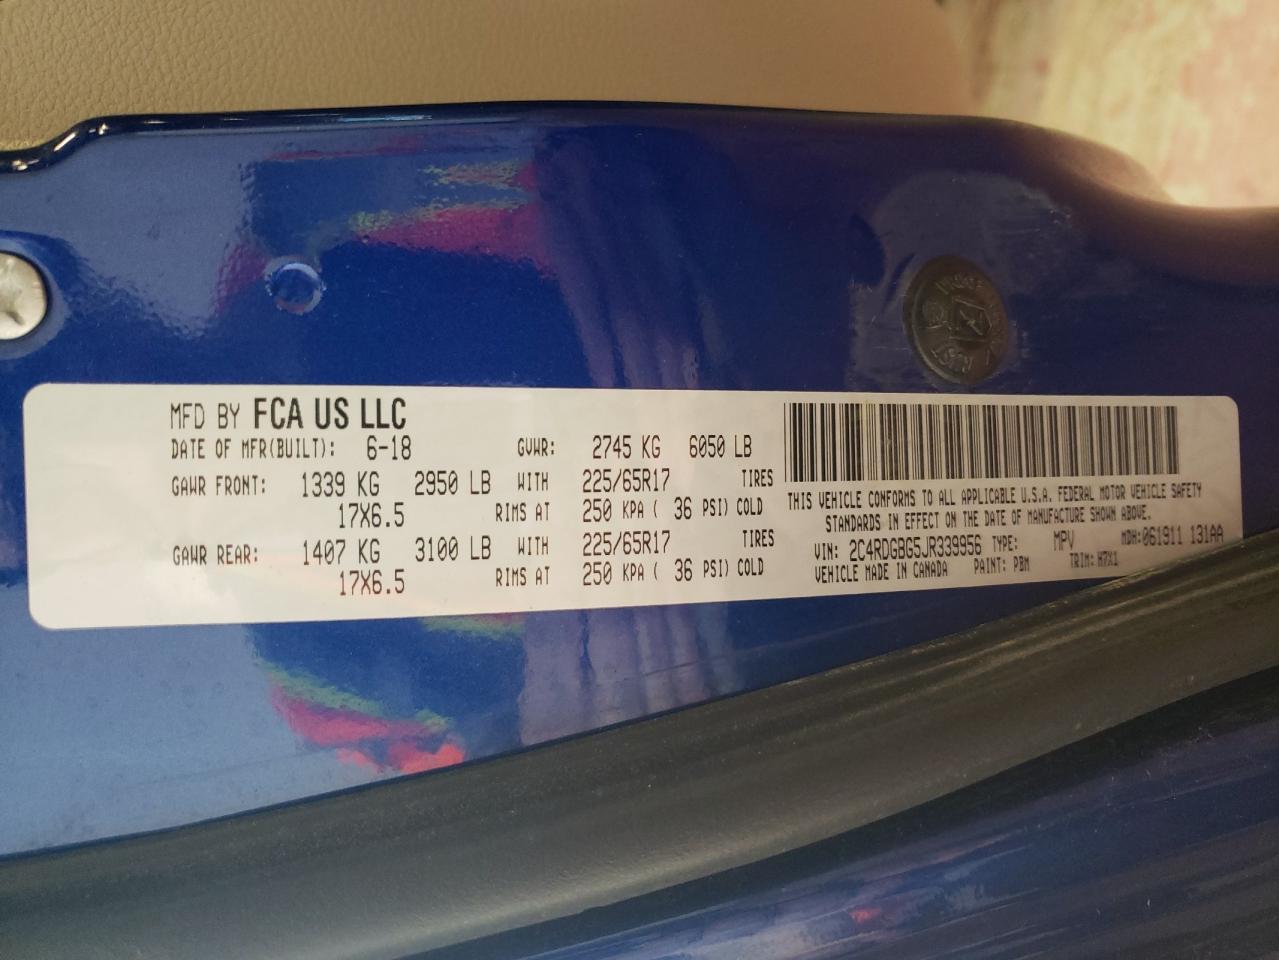 MFD BY FCA US LLC
DATE OF MFR(BUILT): 6-18 GVWR: 2745 KG 6050 LB
GAWR FRONT: 1339 KG 2950 LB WITH 225/65R17 TIRES
17X6.5 RIMS AT 250 KPA ( 36 PSI) COLD
GAWR REAR: 1407 KG 3100 LB WITH 225/65R17 TIRES
17X6.5 RIMS AT 250 KPA ( 36 PSI) COLD
THIS VEHICLE CONFORMS TO ALL APPLICABLE U.S.A. FEDERAL MOTOR VEHICLE SAFETY
STANDARDS IN EFFECT ON THE DATE OF MANUFACTURE SHOWN ABOVE.
VIN: 2C4RDGBG5JR339956 TYPE: MPV MDH:061911 131AA
VEHICLE MADE IN CANADA PAINT: PBM TRIM: H7X1